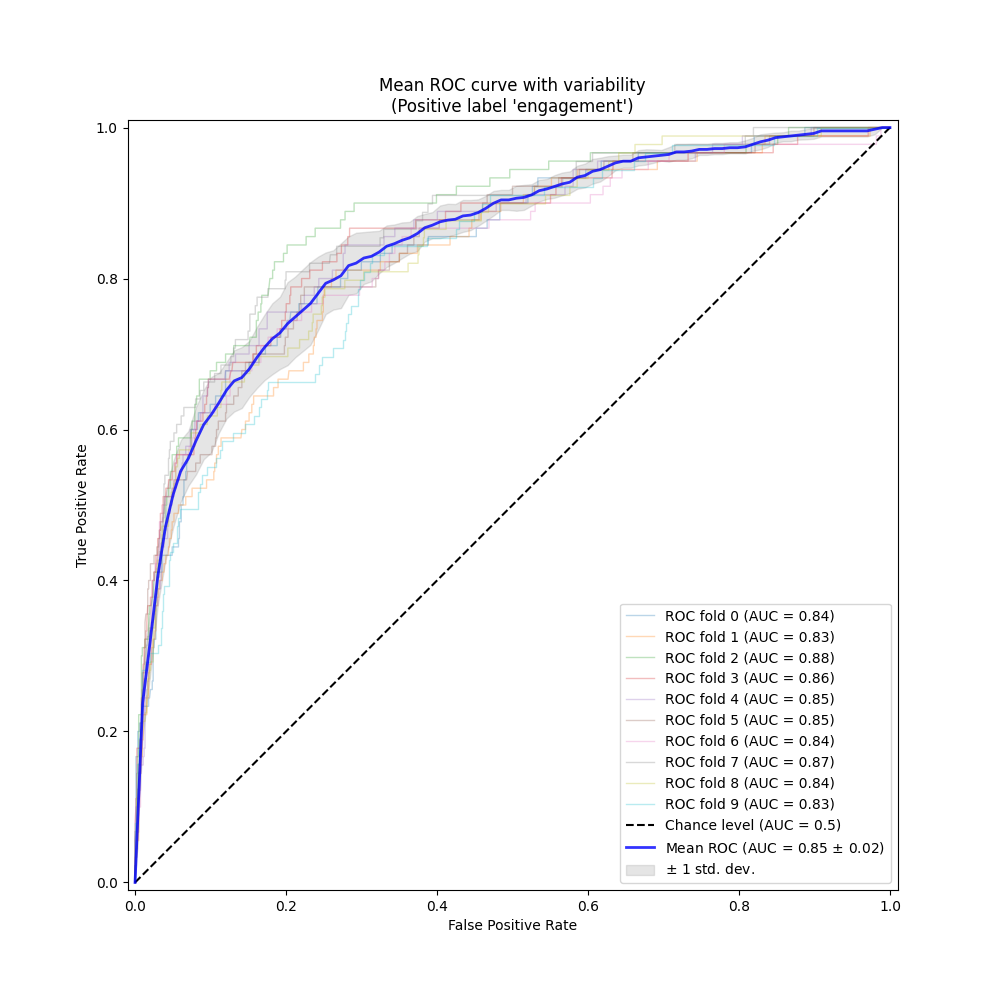 Mean ROC curve with variability
(Positive label 'engagement')
1.0
0.8
0.6
0.4
0.2
0.0
True Positive Rate
0.0 0.2 0.4 0.6 0.8 1.0
False Positive Rate
ROC fold 0 (AUC = 0.84)
ROC fold 1 (AUC = 0.83)
ROC fold 2 (AUC = 0.88)
ROC fold 3 (AUC = 0.86)
ROC fold 4 (AUC = 0.85)
ROC fold 5 (AUC = 0.85)
ROC fold 6 (AUC = 0.84)
ROC fold 7 (AUC = 0.87)
ROC fold 8 (AUC = 0.84)
ROC fold 9 (AUC = 0.83)
Chance level (AUC = 0.5)
Mean ROC (AUC = 0.85 ± 0.02)
± 1 std. dev.